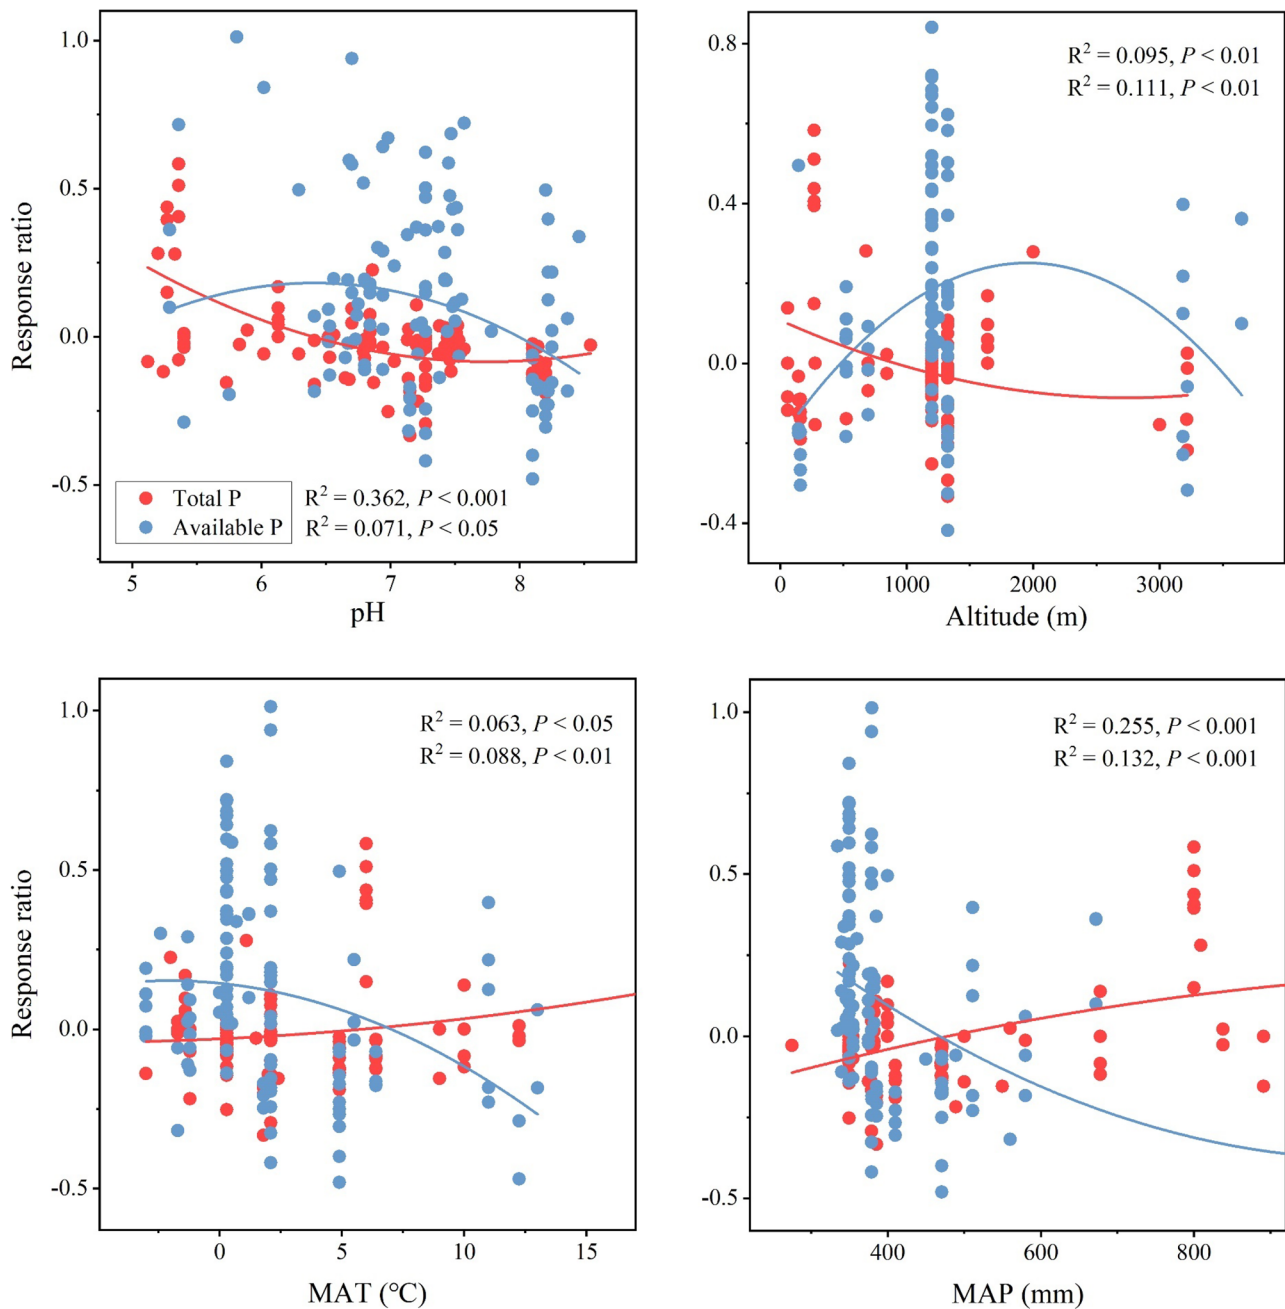 Response ratio
1.0
0.5
0.0
-0.5
Total P R² = 0.362, P < 0.001
Available P R² = 0.071, P < 0.05
5 6 7 8
pH
R² = 0.095, P < 0.01
R² = 0.111, P < 0.01
0.8
0.4
0.0
-0.4
0 1000 2000 3000
Altitude (m)
Response ratio
R² = 0.063, P < 0.05
R² = 0.088, P < 0.01
1.0
0.5
0.0
-0.5
0 5 10 15
MAT (℃)
R² = 0.255, P < 0.001
R² = 0.132, P < 0.001
1.0
0.5
0.0
-0.5
400 600 800
MAP (mm)